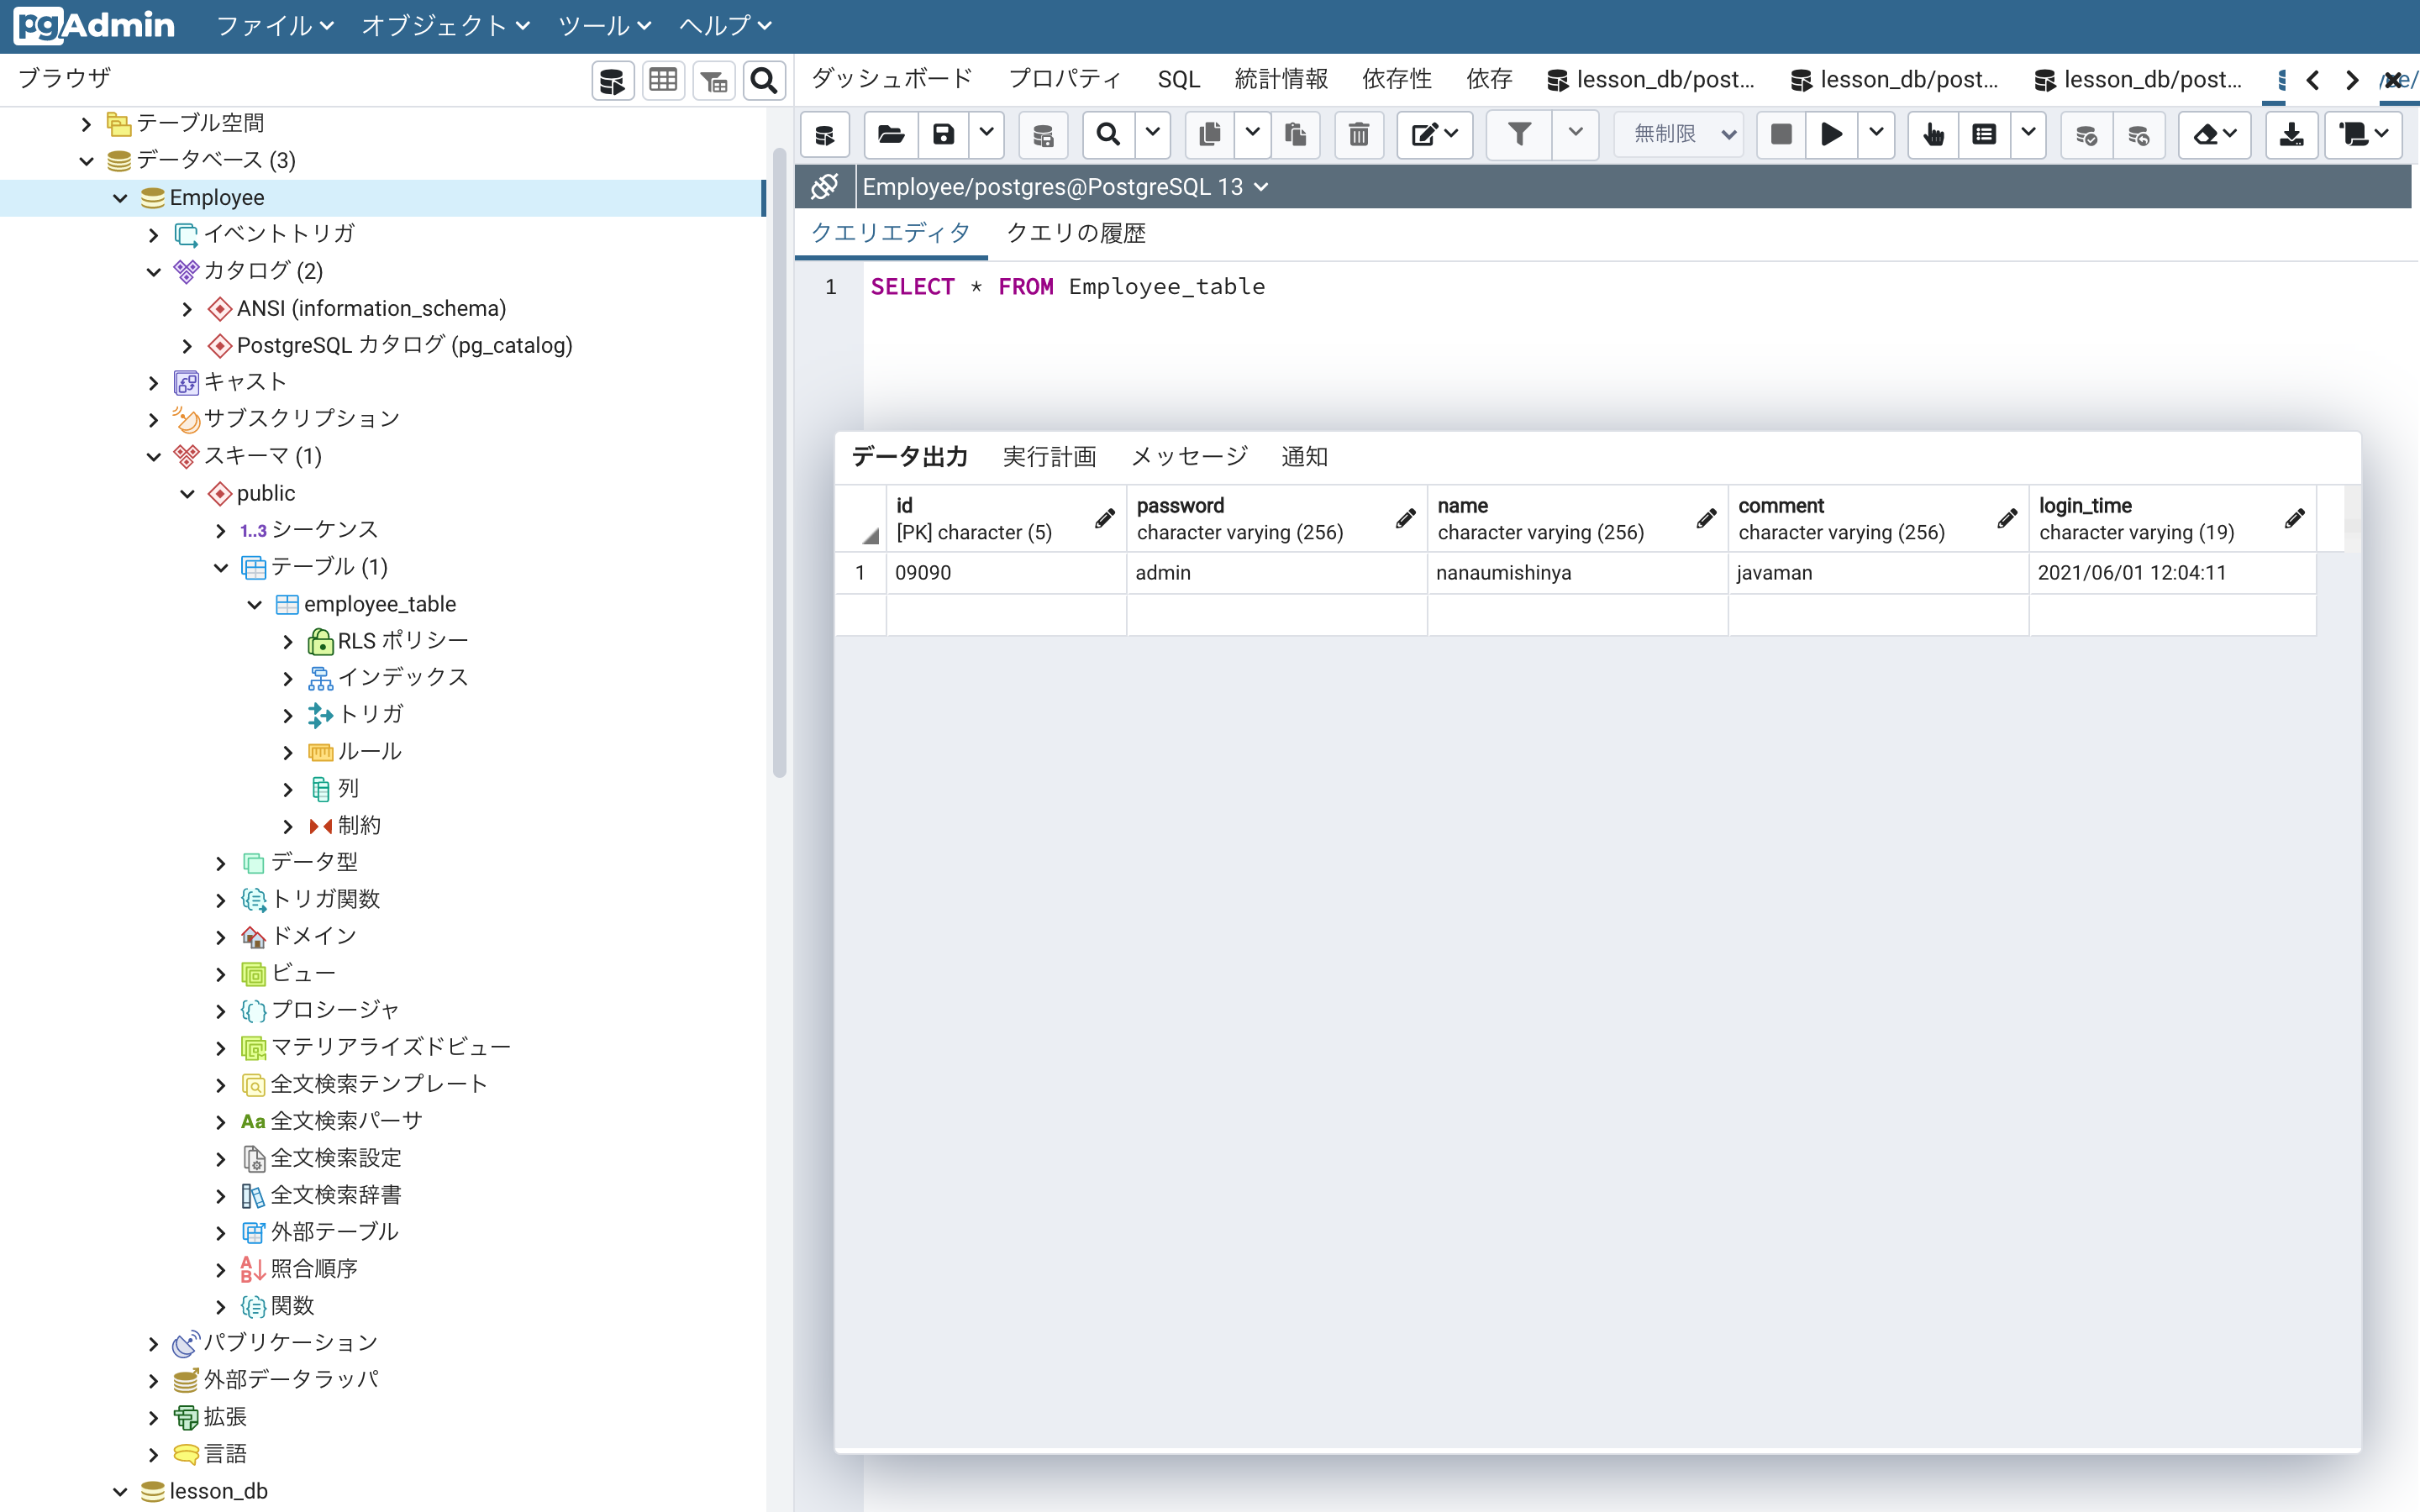 pgAdmin ファイル オブジェクト ツール ヘルプ
ブラウザ
テーブル空間
データベース (3)
Employee
イベントトリガ
カタログ (2)
ANSI (information_schema)
PostgreSQL カタログ (pg_catalog)
キャスト
サブスクリプション
スキーマ (1)
public
1..3 シーケンス
テーブル (1)
employee_table
RLS ポリシー
インデックス
トリガ
ルール
列
制約
データ型
トリガ関数
ドメイン
ビュー
プロシージャ
マテリアライズドビュー
全文検索テンプレート
Aa 全文検索パーサ
全文検索設定
全文検索辞書
外部テーブル
照合順序
関数
パブリケーション
外部データラッパ
拡張
言語
lesson_db
ダッシュボード プロパティ SQL 統計情報 依存性 依存 lesson_db/post... lesson_db/post... lesson_db/post...
無制限
Employee/postgres@PostgreSQL 13
クエリエディタ クエリの履歴
1 SELECT * FROM Employee_table
データ出力 実行計画 メッセージ 通知
id password name comment login_time
[PK] character (5) character varying (256) character varying (256) character varying (256) character varying (19)
1 09090 admin nanaumishinya javaman 2021/06/01 12:04:11